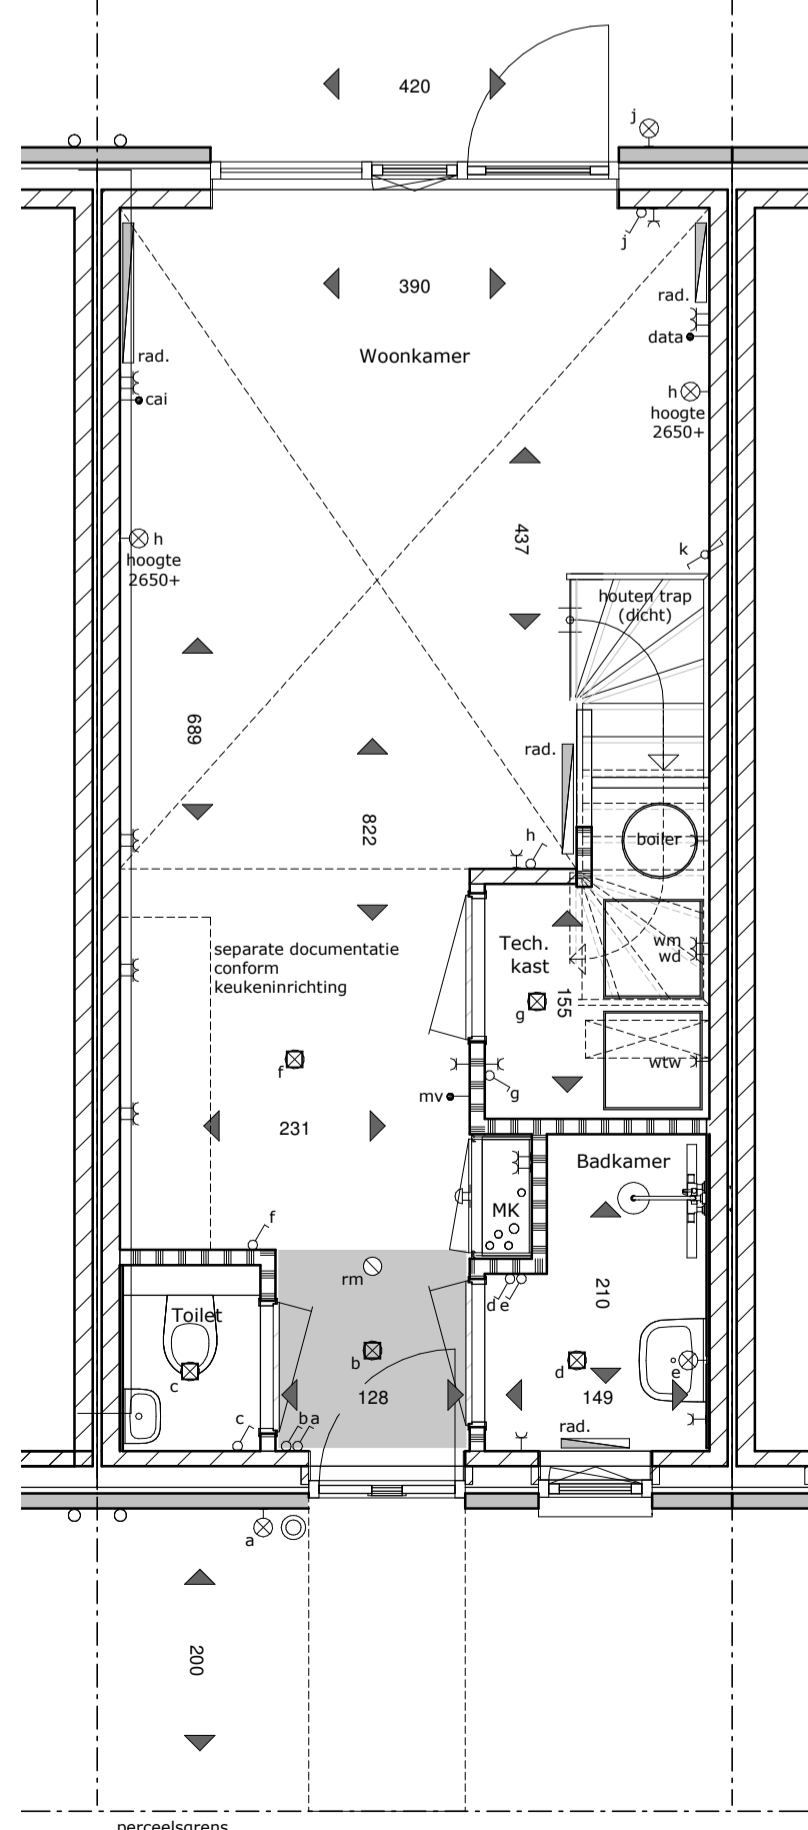 420
j
j
390
rad.
data
Woonkamer
rad.
cai
h
hoogte
2650+
437
h
hoogte
2650+
k
houten trap
(dicht)
689
rad.
822
h
boiler
separate documentatie
conform
keukeninrichting
Tech.
kast
wm
wd
155
g
f
wtw
g
mv
231
Badkamer
MK
f
rm
d e
210
Toilet
b
d
e
c
128
149
c
b a
rad.
a
200
perceelsgrens